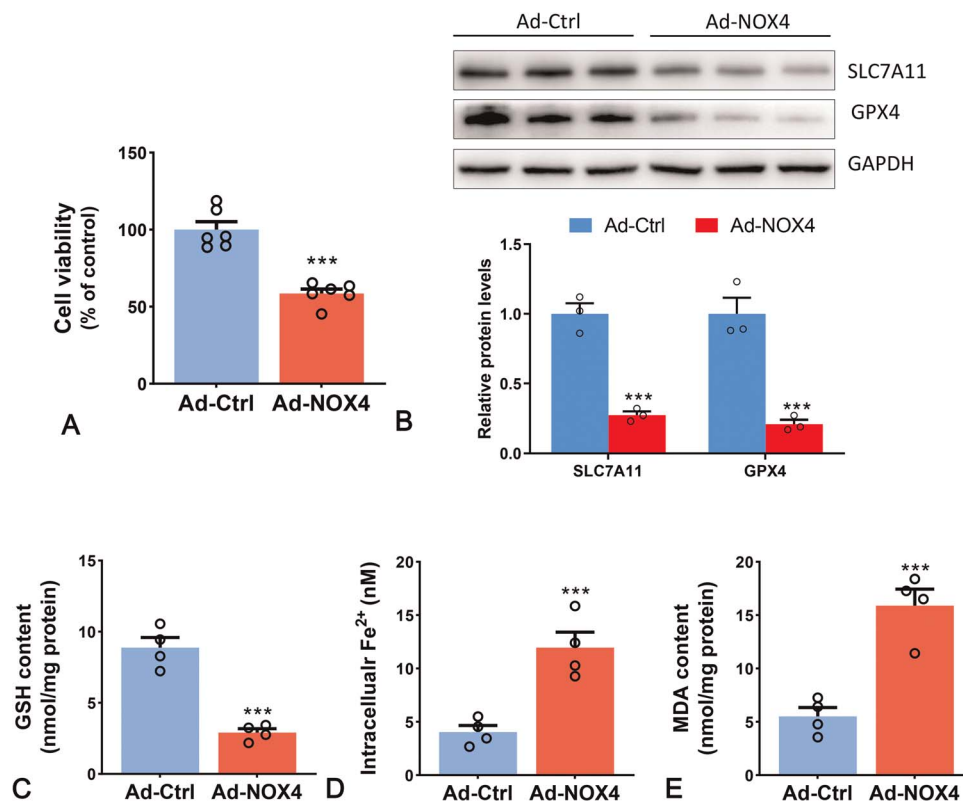 Ad-Ctrl Ad-NOX4
SLC7A11
GPX4
GAPDH
Cell viability
(% of control)
150
100
50
0
***
Ad-Ctrl Ad-NOX4
A
B
Ad-Ctrl Ad-NOX4
Relative protein levels
1.5
1.0
0.5
0.0
***
***
SLC7A11 GPX4
GSH content
(nmol/mg protein)
15
10
5
0
***
Ad-Ctrl Ad-NOX4
C
Intracellualr Fe²⁺ (nM)
20
15
10
5
0
***
Ad-Ctrl Ad-NOX4
D
MDA content
(nmol/mg protein)
20
15
10
5
0
***
Ad-Ctrl Ad-NOX4
E